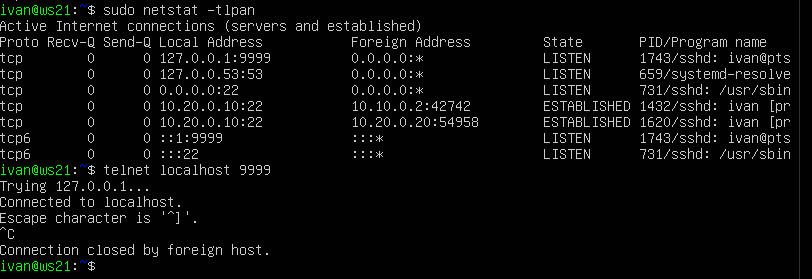 ivan@ws21:~$ sudo netstat -tlpan
Active Internet connections (servers and established)
Proto Recv-Q Send-Q Local Address           Foreign Address         State       PID/Program name
tcp        0      0 127.0.0.1:9999          0.0.0.0:*               LISTEN      1743/sshd: ivan@pts
tcp        0      0 127.0.0.53:53           0.0.0.0:*               LISTEN      659/systemd-resolve
tcp        0      0 0.0.0.0:22              0.0.0.0:*               LISTEN      731/sshd: /usr/sbin
tcp        0      0 10.20.0.10:22           10.10.0.2:42742         ESTABLISHED 1432/sshd: ivan [pr
tcp        0      0 10.20.0.10:22           10.20.0.20:54958        ESTABLISHED 1620/sshd: ivan [pr
tcp6       0      0 ::1:9999                :::*                    LISTEN      1743/sshd: ivan@pts
tcp6       0      0 :::22                   :::*                    LISTEN      731/sshd: /usr/sbin
ivan@ws21:~$ telnet localhost 9999
Trying 127.0.0.1...
Connected to localhost.
Escape character is '^]'.
^C
Connection closed by foreign host.
ivan@ws21:~$